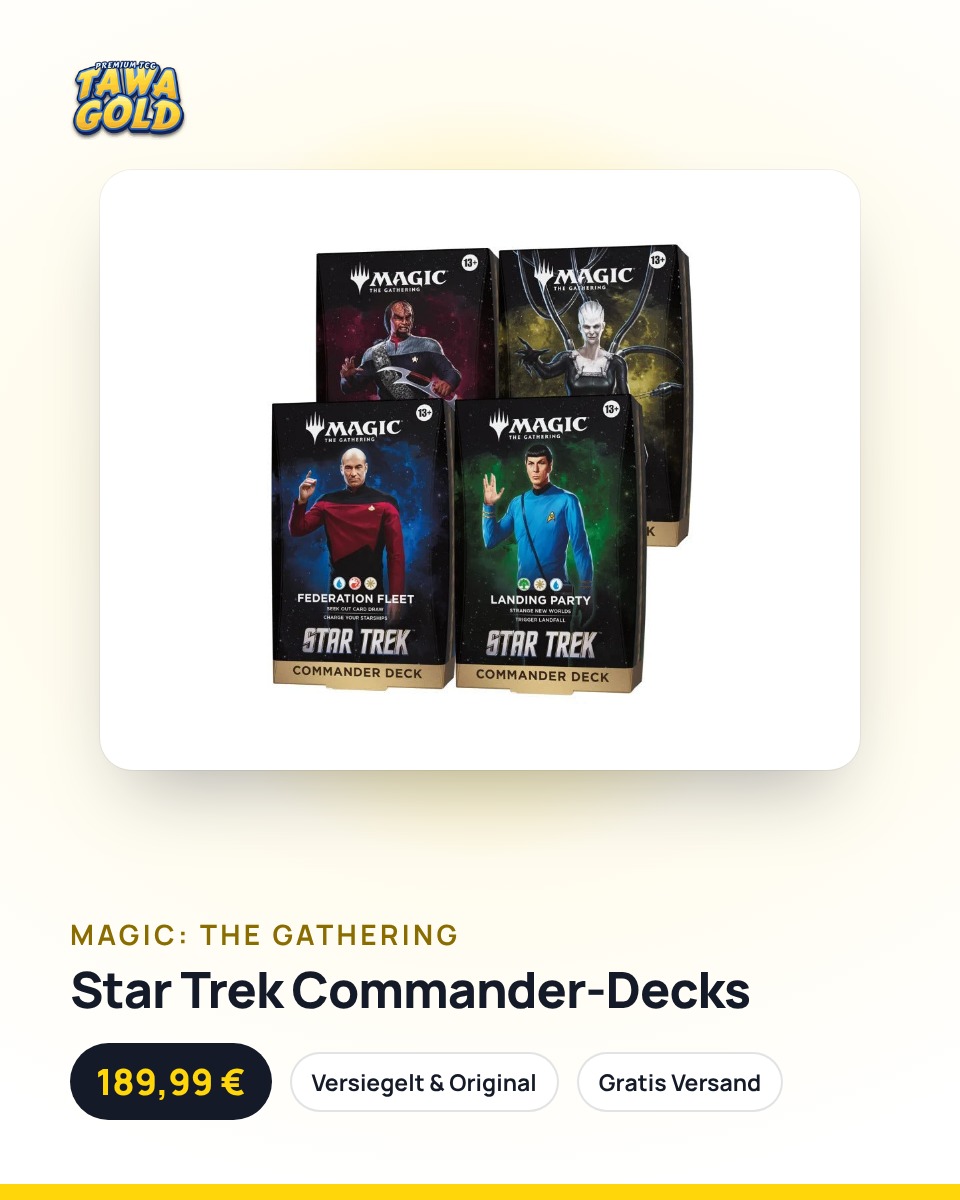 PREMIUM TCG
TAWA
GOLD
MAGIC
THE GATHERING
13+
MAGIC
THE GATHERING
13+
MAGIC
THE GATHERING
13+
FEDERATION FLEET
SEEK OUT CARD DRAW
CHARGE YOUR STARSHIPS
STAR TREK
COMMANDER DECK
MAGIC
THE GATHERING
13+
LANDING PARTY
STRANGE NEW WORLDS
TRIGGER LANDFALL
STAR TREK
COMMANDER DECK
K
MAGIC: THE GATHERING
Star Trek Commander-Decks
189,99 €
Versiegelt & Original
Gratis Versand